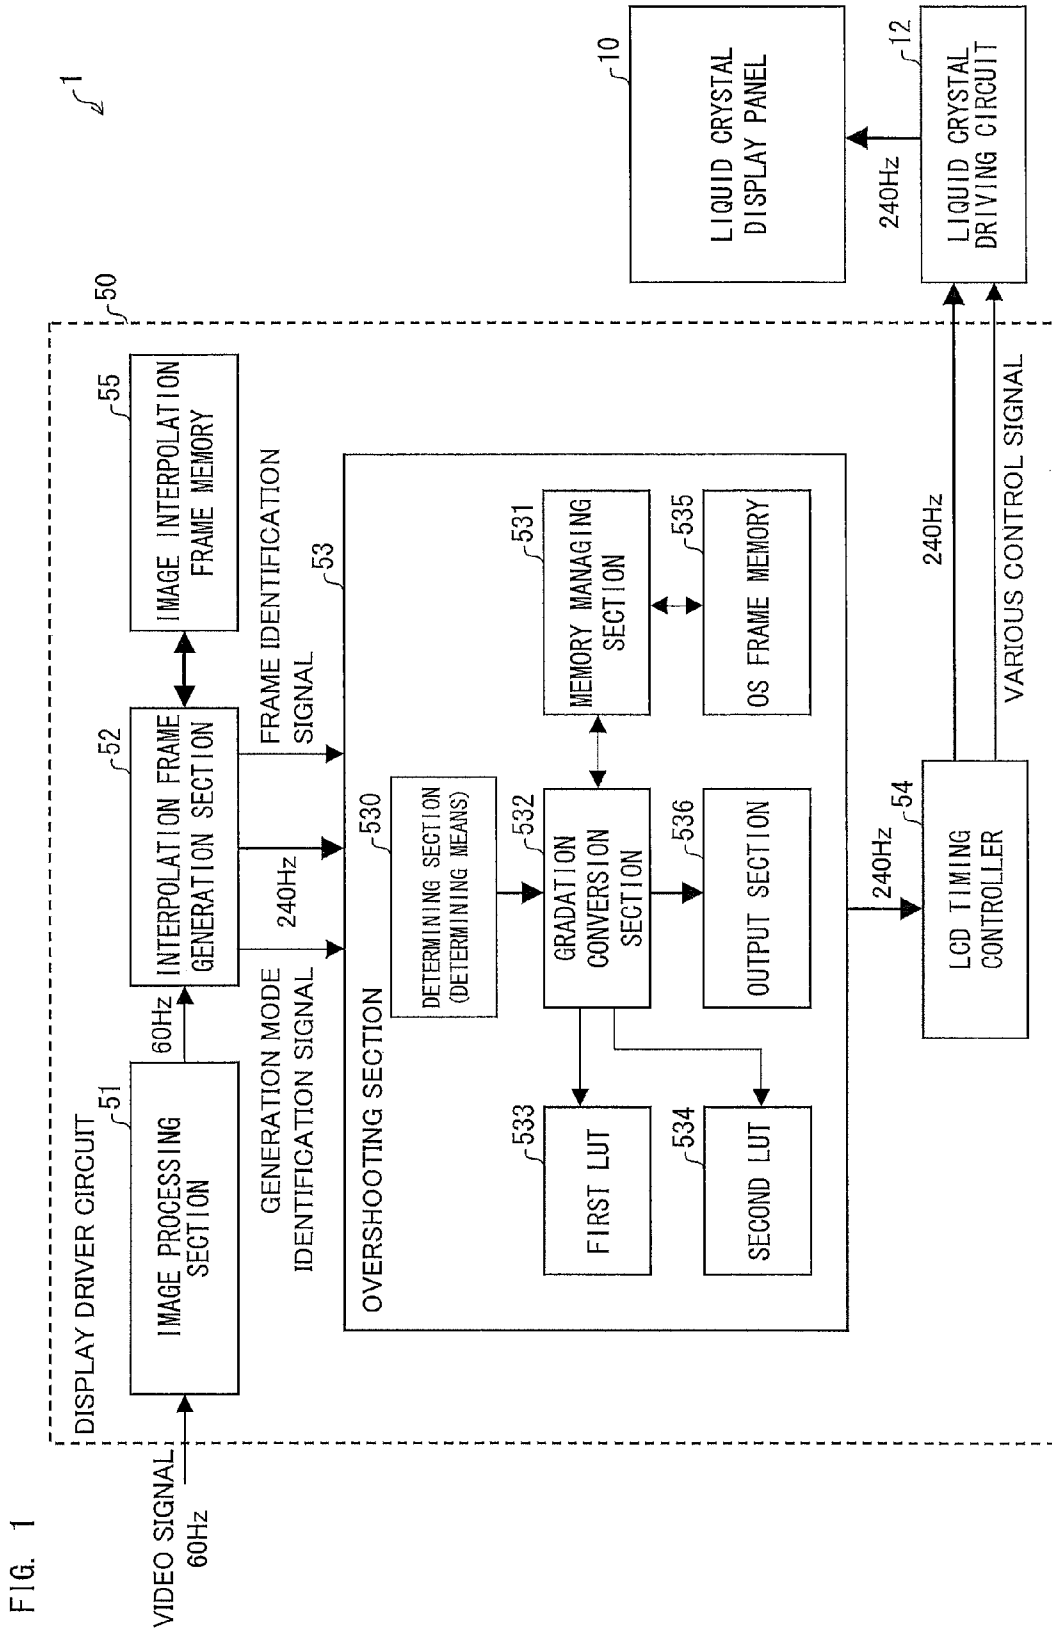 FIG. 1
1
VIDEO SIGNAL
60Hz
DISPLAY DRIVER CIRCUIT
50
51
IMAGE PROCESSING
SECTION
60Hz
52
INTERPOLATION FRAME
GENERATION SECTION
55
IMAGE INTERPOLATION
FRAME MEMORY
GENERATION MODE
IDENTIFICATION SIGNAL
240Hz
FRAME IDENTIFICATION
SIGNAL
OVERSHOOTING SECTION
53
530
DETERMINING SECTION
(DETERMINING MEANS)
533
FIRST LUT
532
GRADATION
CONVERSION
SECTION
531
MEMORY MANAGING
SECTION
534
SECOND LUT
536
OUTPUT SECTION
535
OS FRAME MEMORY
240Hz
54
LCD TIMING
CONTROLLER
240Hz
VARIOUS CONTROL SIGNAL
10
LIQUID CRYSTAL
DISPLAY PANEL
240Hz
12
LIQUID CRYSTAL
DRIVING CIRCUIT